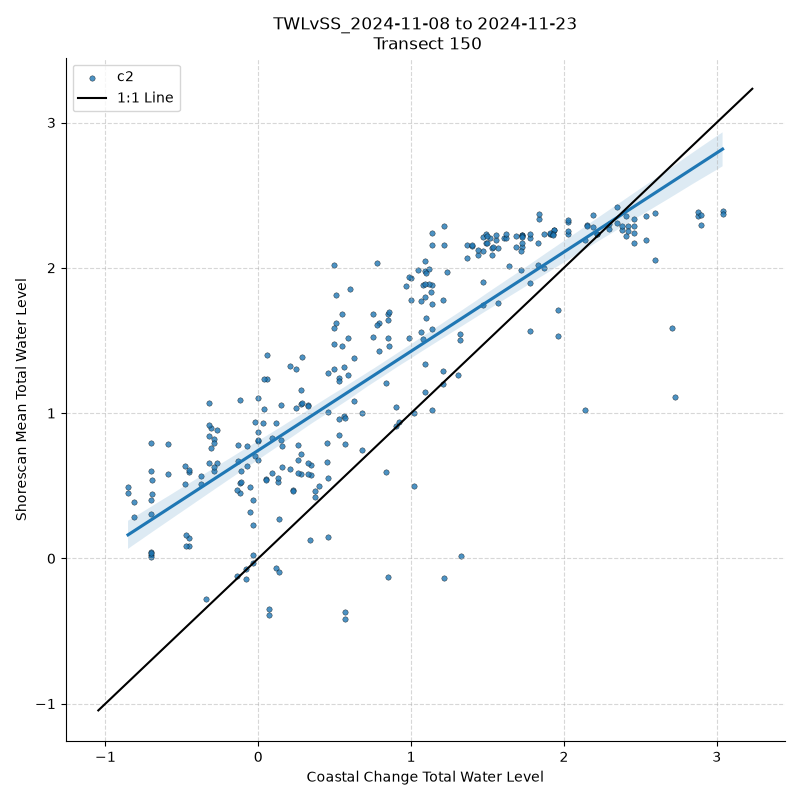 TWLvSS_2024-11-08 to 2024-11-23
Transect 150
c2
1:1 Line
3
2
1
0
−1
Shorescan Mean Total Water Level
−1 0 1 2 3
Coastal Change Total Water Level